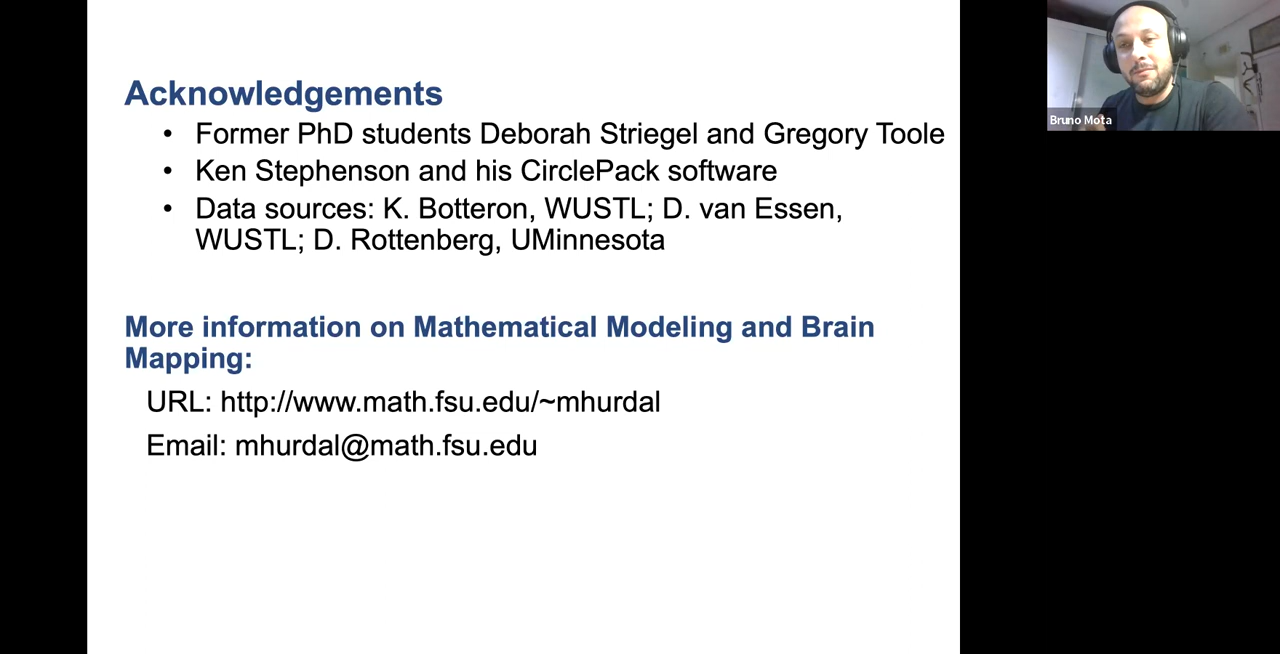 Acknowledgements
• Former PhD students Deborah Striegel and Gregory Toole
• Ken Stephenson and his CirclePack software
• Data sources: K. Botteron, WUSTL; D. van Essen,
WUSTL; D. Rottenberg, UMinnesota
More information on Mathematical Modeling and Brain
Mapping:
URL: http://www.math.fsu.edu/~mhurdal
Email: mhurdal@math.fsu.edu
Bruno Mota